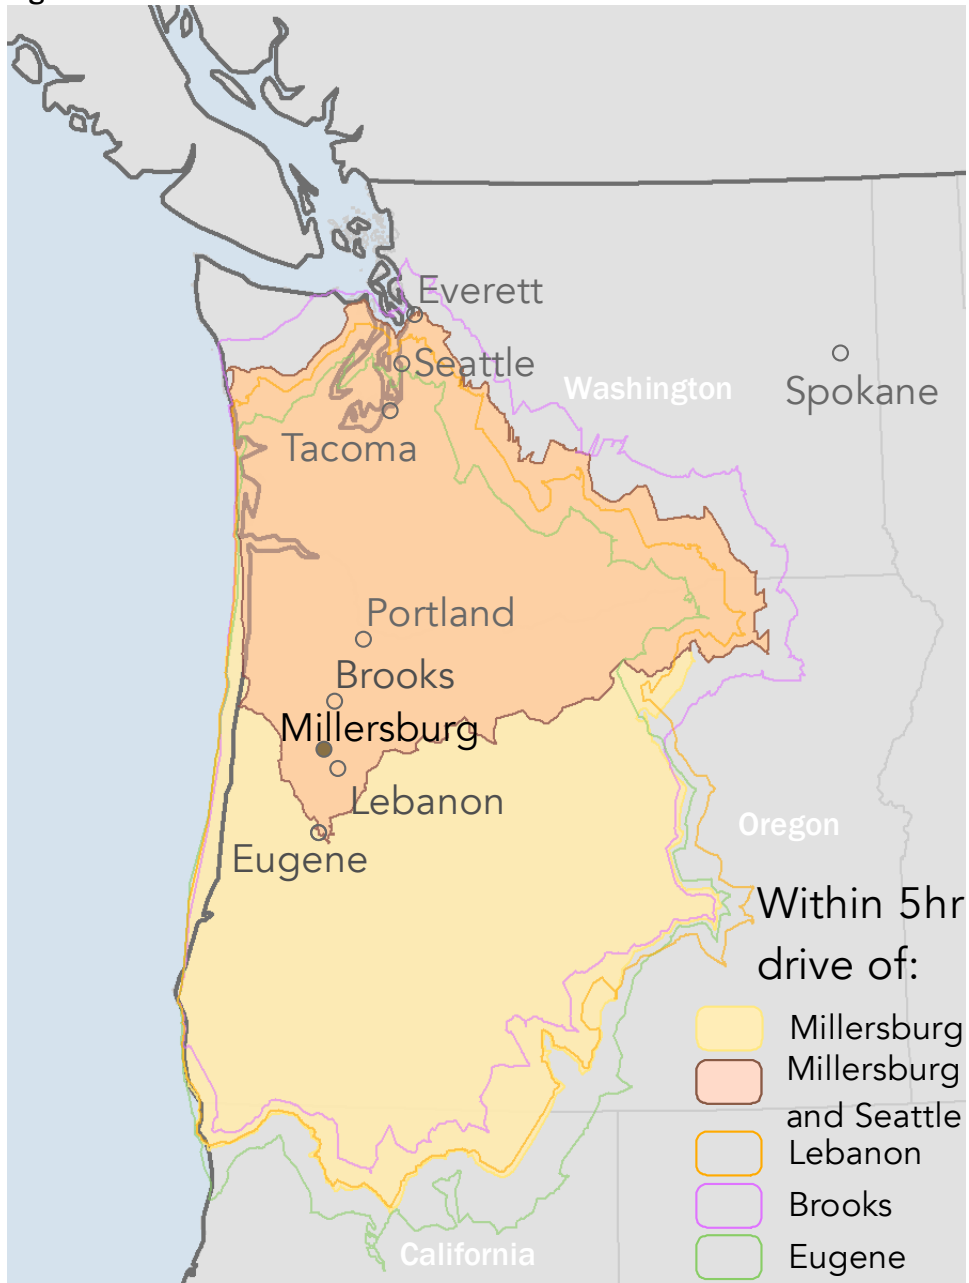 Everett
Seattle
Washington
Spokane
Tacoma
Portland
Brooks
Millersburg
Lebanon
Oregon
Eugene
Within 5hr
drive of:
Millersburg
Millersburg
and Seattle
Lebanon
Brooks
Eugene
California